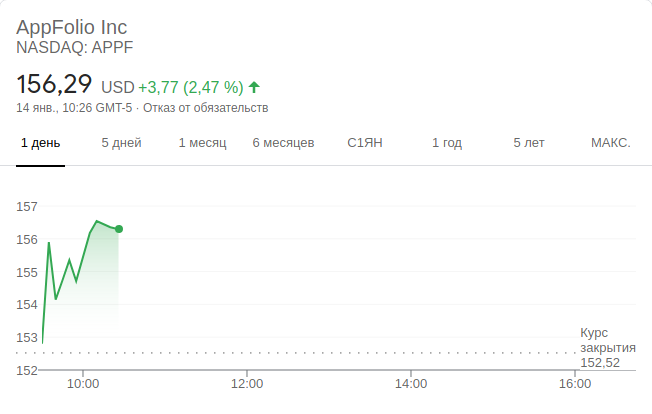 AppFolio Inc
NASDAQ: APPF
156,29 USD +3,77 (2,47 %)
14 янв., 10:26 GMT-5 · Отказ от обязательств
1 день 5 дней 1 месяц 6 месяцев С1ЯН 1 год 5 лет МАКС.
157
156
155
154
153
Курс
закрытия
152,52
152
10:00 12:00 14:00 16:00